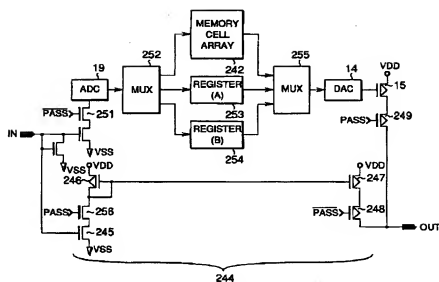 MEMORY
CELL
ARRAY
242
19
ADC
252
MUX
REGISTER
(A)
253
REGISTER
(B)
254
255
MUX
14
DAC
VDD
15
PASS
249
PASS
251
IN
VSS
VSS
VDD
246
PASS
256
245
VSS
VDD
247
PASS
248
OUT
244